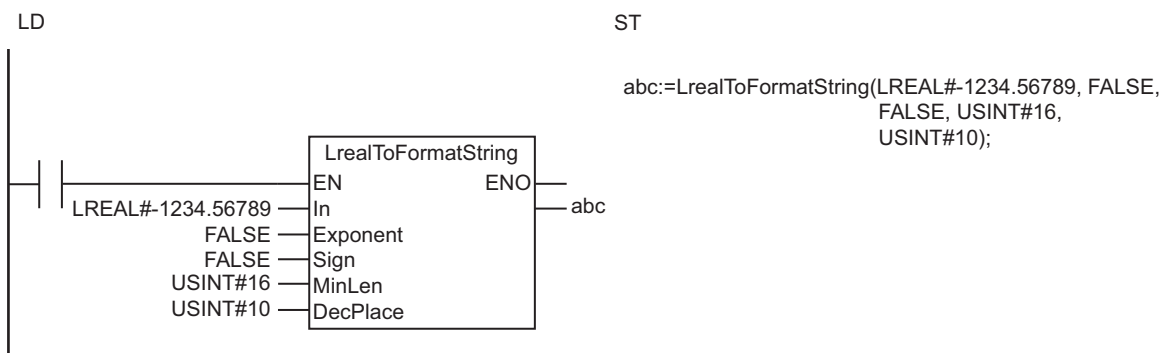 LD
ST
abc:=LrealToFormatString(LREAL#-1234.56789, FALSE,
FALSE, USINT#16,
USINT#10);
LrealToFormatString
EN ENO
LREAL#-1234.56789 In abc
FALSE Exponent
FALSE Sign
USINT#16 MinLen
USINT#10 DecPlace